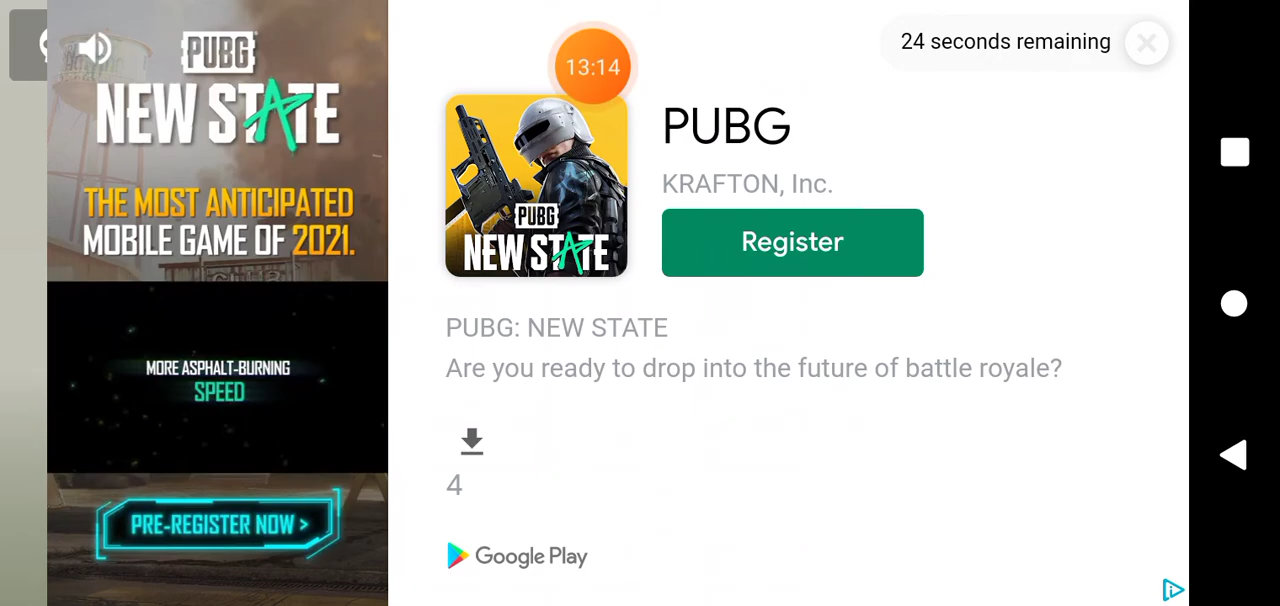 PUBG
NEW STATE
THE MOST ANTICIPATED
MOBILE GAME OF 2021.
MORE ASPHALT-BURNING
SPEED
PRE-REGISTER NOW >
13:14
24 seconds remaining
PUBG
NEW STATE
PUBG
KRAFTON, Inc.
Register
PUBG: NEW STATE
Are you ready to drop into the future of battle royale?
4
Google Play